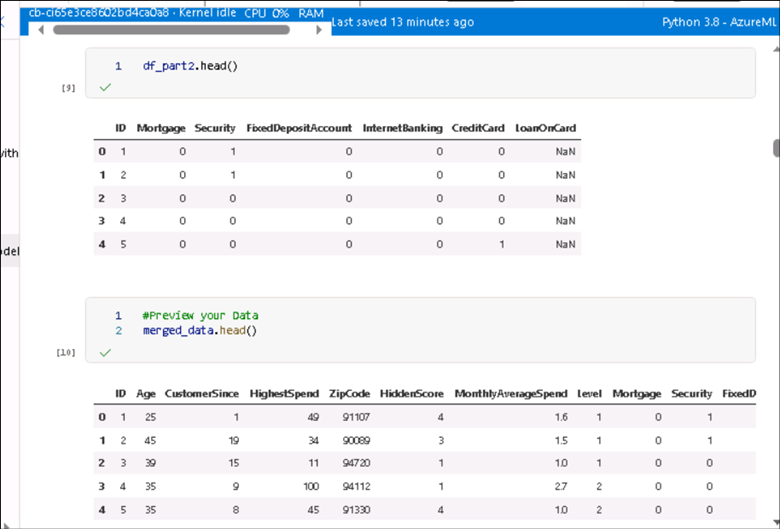 cb-ci65e3ce8602bd4ca0a8 · Kernel idle CPU 0% RAM
Last saved 13 minutes ago
Python 3.8 - AzureML
1 df_part2.head()
[9]
ID Mortgage Security FixedDepositAccount InternetBanking CreditCard LoanOnCard
0 1 0 1 0 0 0 NaN
1 2 0 1 0 0 0 NaN
2 3 0 0 0 0 0 NaN
3 4 0 0 0 0 0 NaN
4 5 0 0 0 0 1 NaN
1 #Preview your Data
2 merged_data.head()
[10]
ID Age CustomerSince HighestSpend ZipCode HiddenScore MonthlyAverageSpend Level Mortgage Security FixedD
0 1 25 1 49 91107 4 1.6 1 0 1
1 2 45 19 34 90089 3 1.5 1 0 1
2 3 39 15 11 94720 1 1.0 1 0 0
3 4 35 9 100 94112 1 2.7 2 0 0
4 5 35 8 45 91330 4 1.0 2 0 0